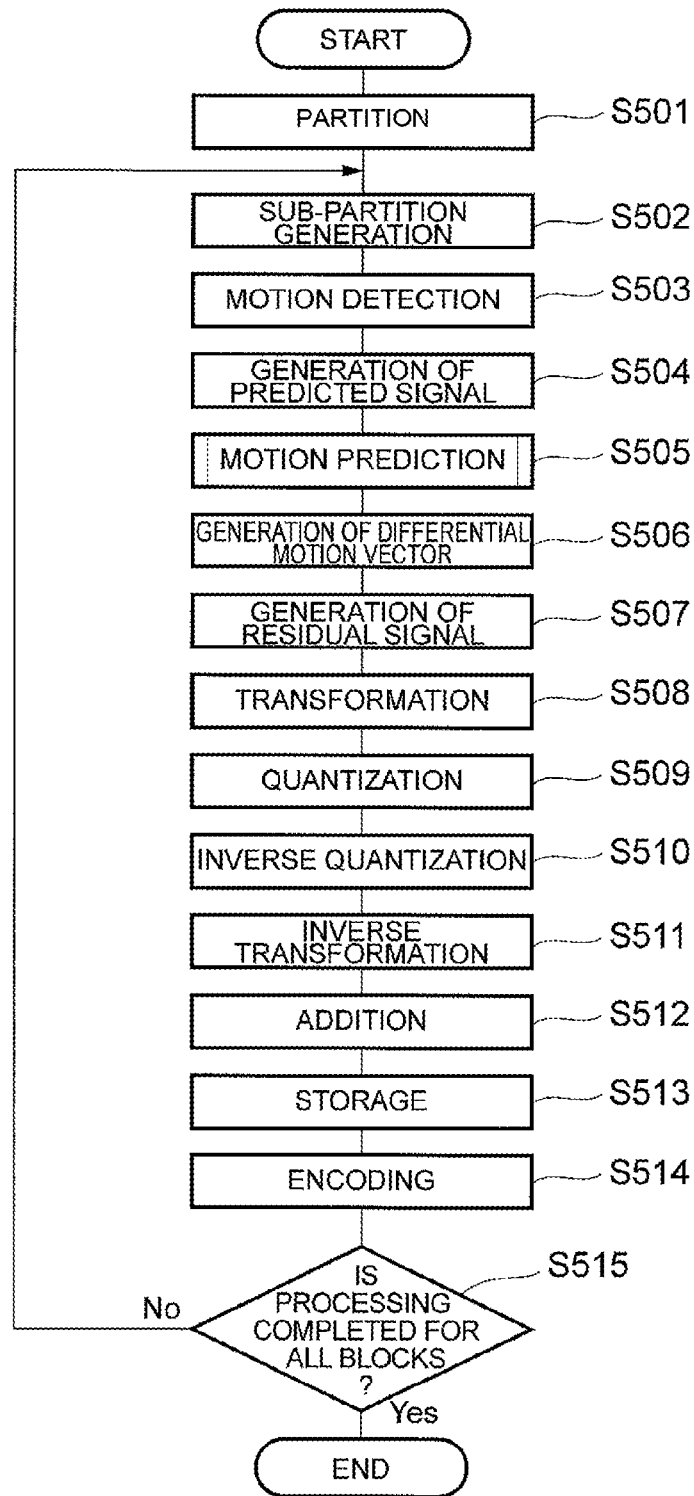 START
PARTITION
S501
SUB-PARTITION
GENERATION
S502
MOTION DETECTION
S503
GENERATION OF
PREDICTED SIGNAL
S504
MOTION PREDICTION
S505
GENERATION OF DIFFERENTIAL
MOTION VECTOR
S506
GENERATION OF
RESIDUAL SIGNAL
S507
TRANSFORMATION
S508
QUANTIZATION
S509
INVERSE QUANTIZATION
S510
INVERSE
TRANSFORMATION
S511
ADDITION
S512
STORAGE
S513
ENCODING
S514
S515
IS
PROCESSING
COMPLETED FOR
ALL BLOCKS
?
No
Yes
END